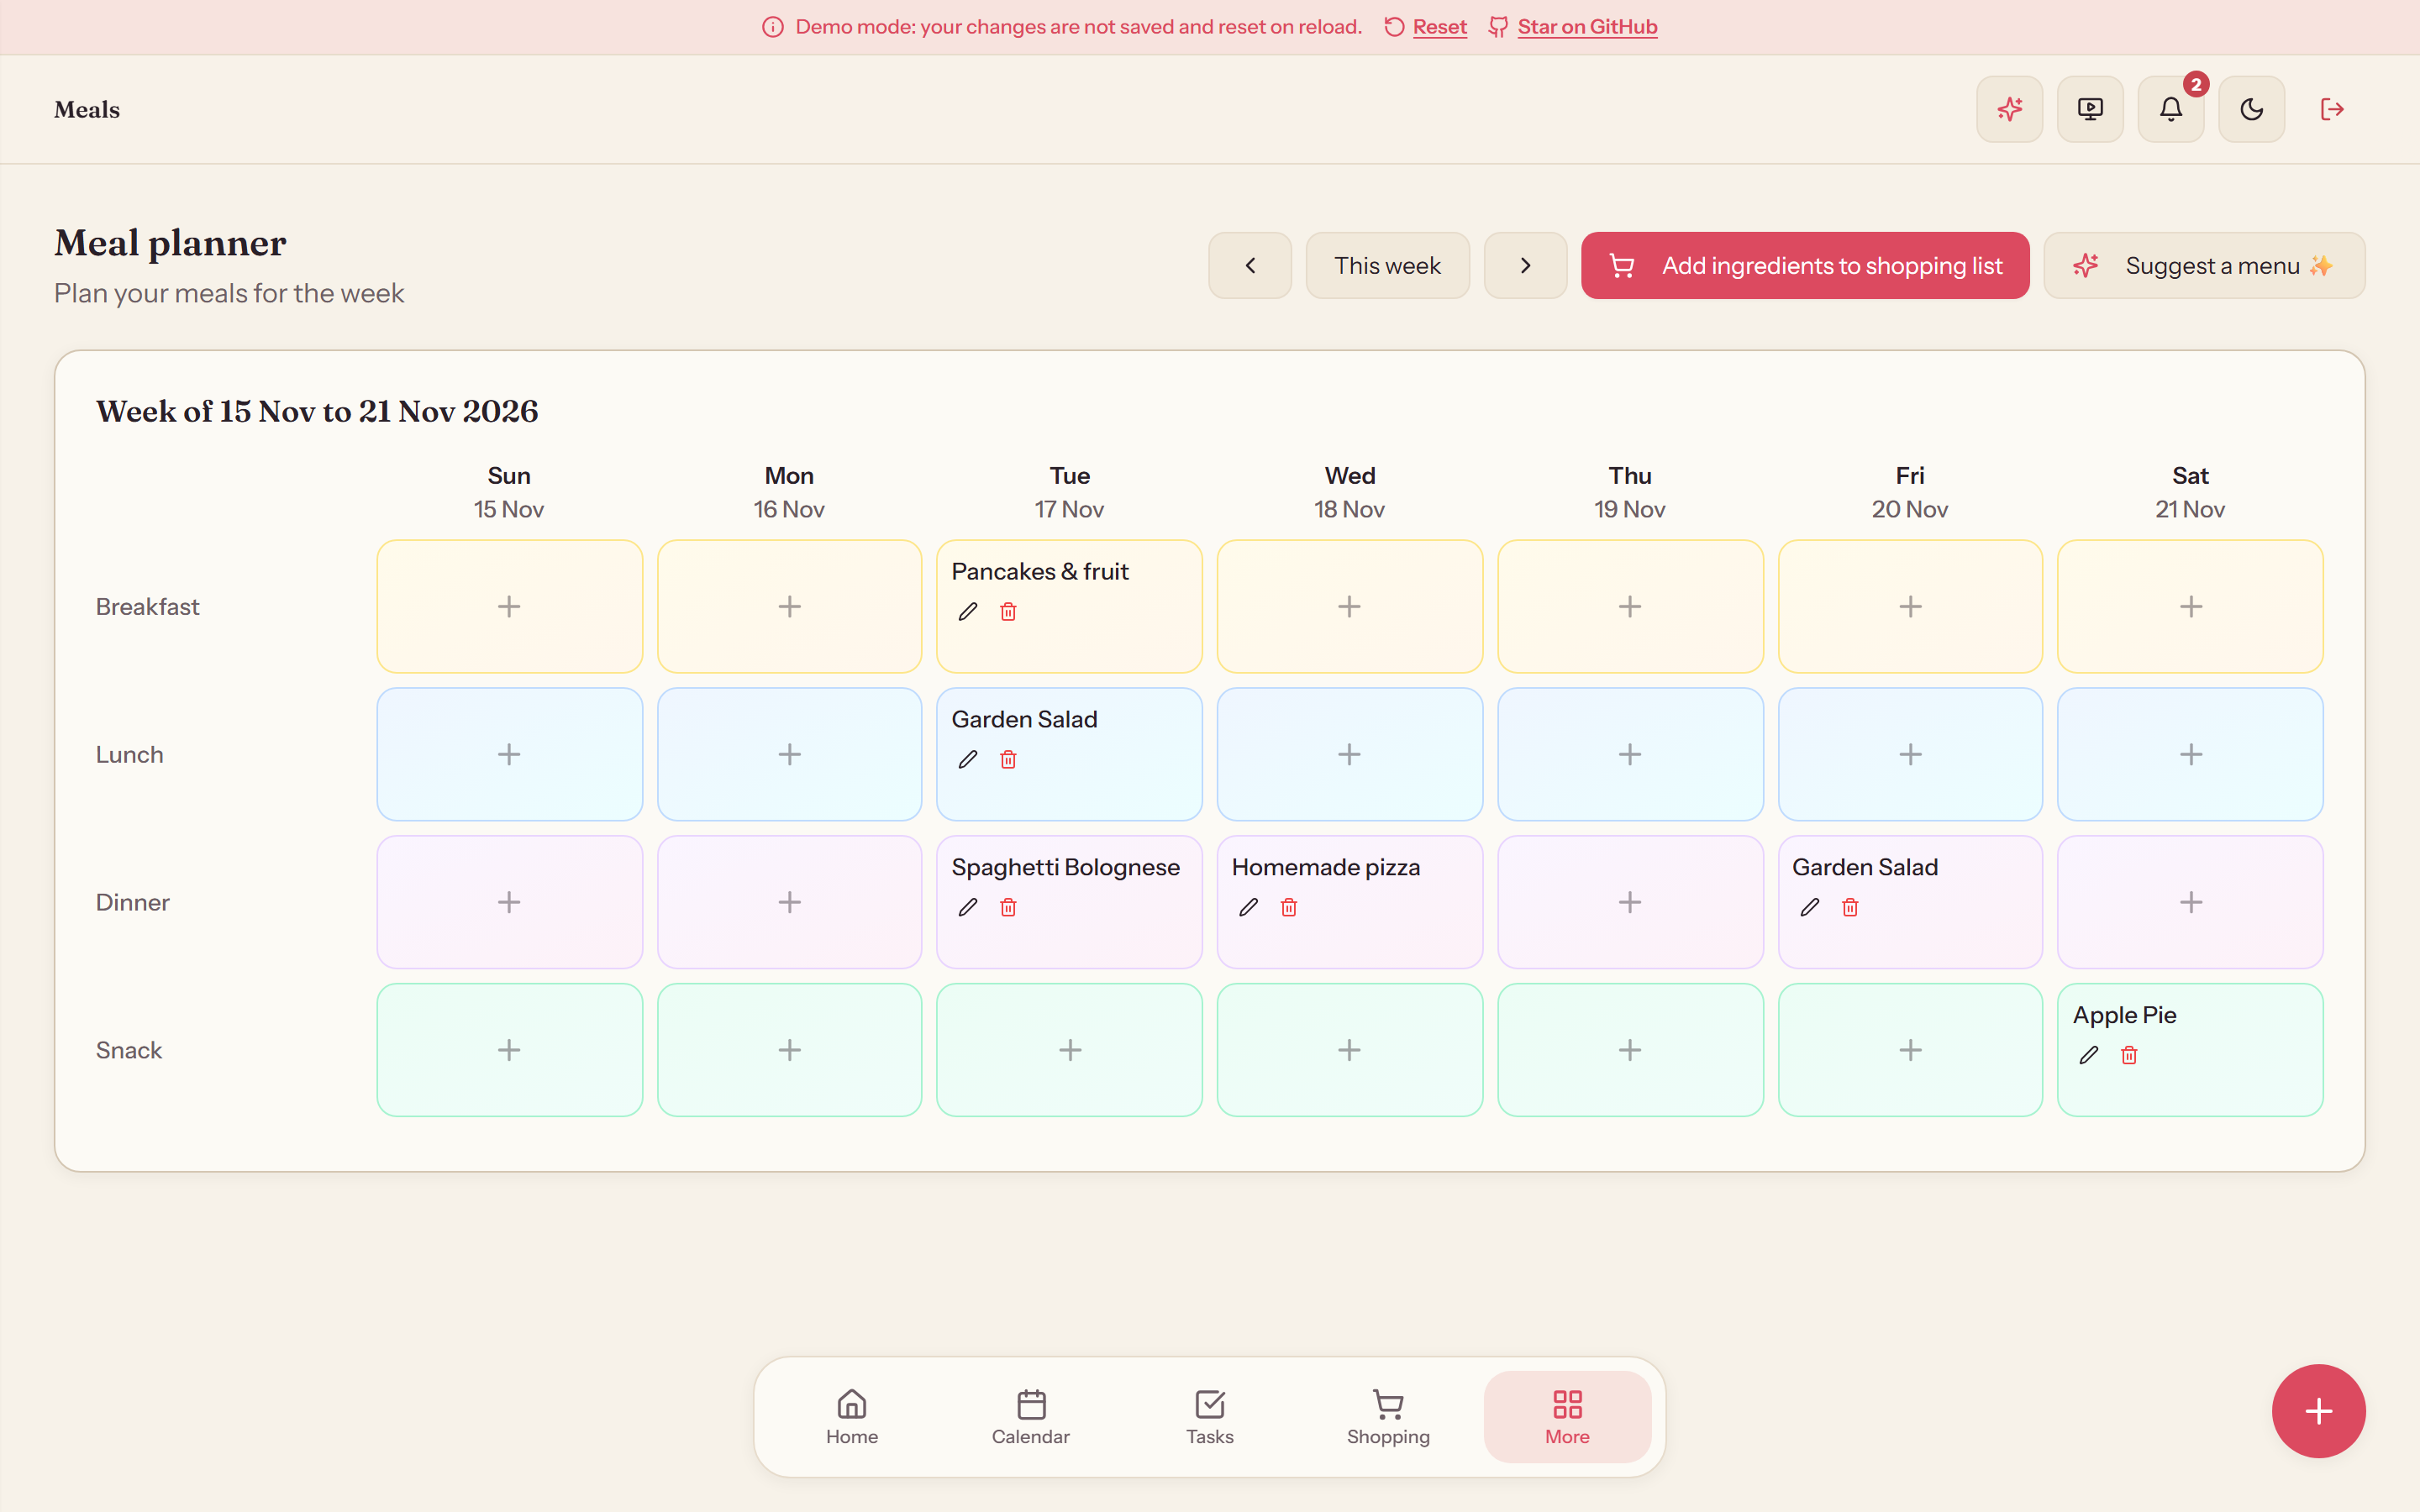 Demo mode: your changes are not saved and reset on reload. Reset Star on GitHub
Meals
2
Meal planner
Plan your meals for the week
This week
Add ingredients to shopping list
Suggest a menu ✨
Week of 15 Nov to 21 Nov 2026
Sun Mon Tue Wed Thu Fri Sat
15 Nov 16 Nov 17 Nov 18 Nov 19 Nov 20 Nov 21 Nov
Breakfast
Pancakes & fruit
Lunch
Garden Salad
Dinner
Spaghetti Bolognese
Homemade pizza
Garden Salad
Snack
Apple Pie
Home
Calendar
Tasks
Shopping
More